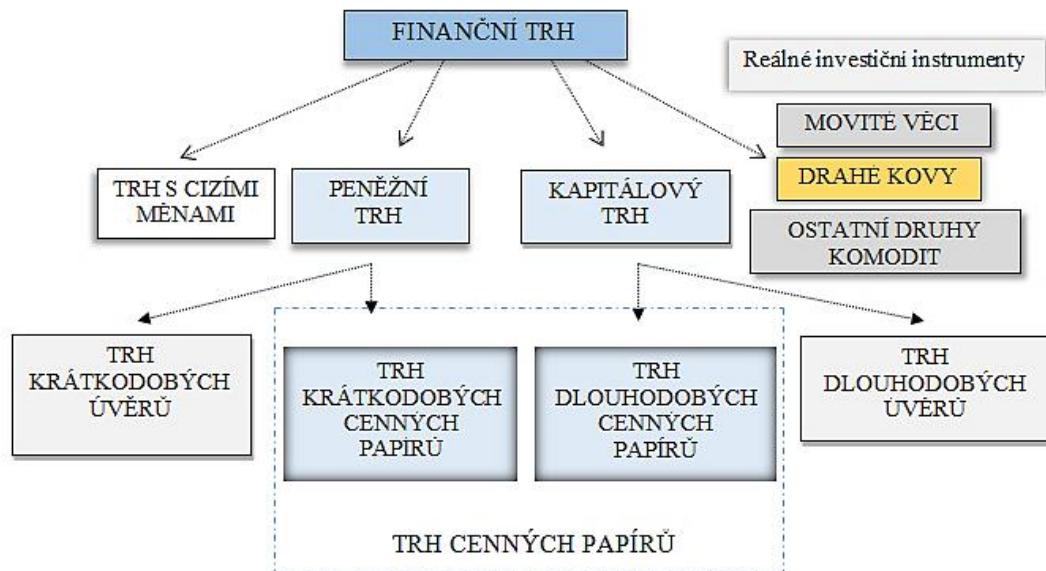 FINANČNÍ TRH
Reálné investiční instrumenty
MOVITÉ VĚCI
DRAHÉ KOVY
OSTATNÍ DRUHY
KOMODIT
TRH S CIZÍMI
MĚNAMI
PENĚŽNÍ
TRH
KAPITÁLOVÝ
TRH
TRH
KRÁTKODOBÝCH
ÚVĚRŮ
TRH
KRÁTKODOBÝCH
CENNÝCH
PAPÍRŮ
TRH
DLOUHODOBÝCH
CENNÝCH
PAPÍRŮ
TRH
DLOUHODOBÝCH
ÚVĚRŮ
TRH CENNÝCH PAPÍRŮ